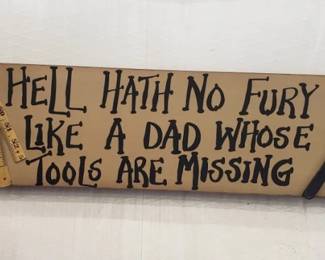 HELL HATH NO FURY
LIKE A DAD WHOSE
TOOLS ARE MISSING